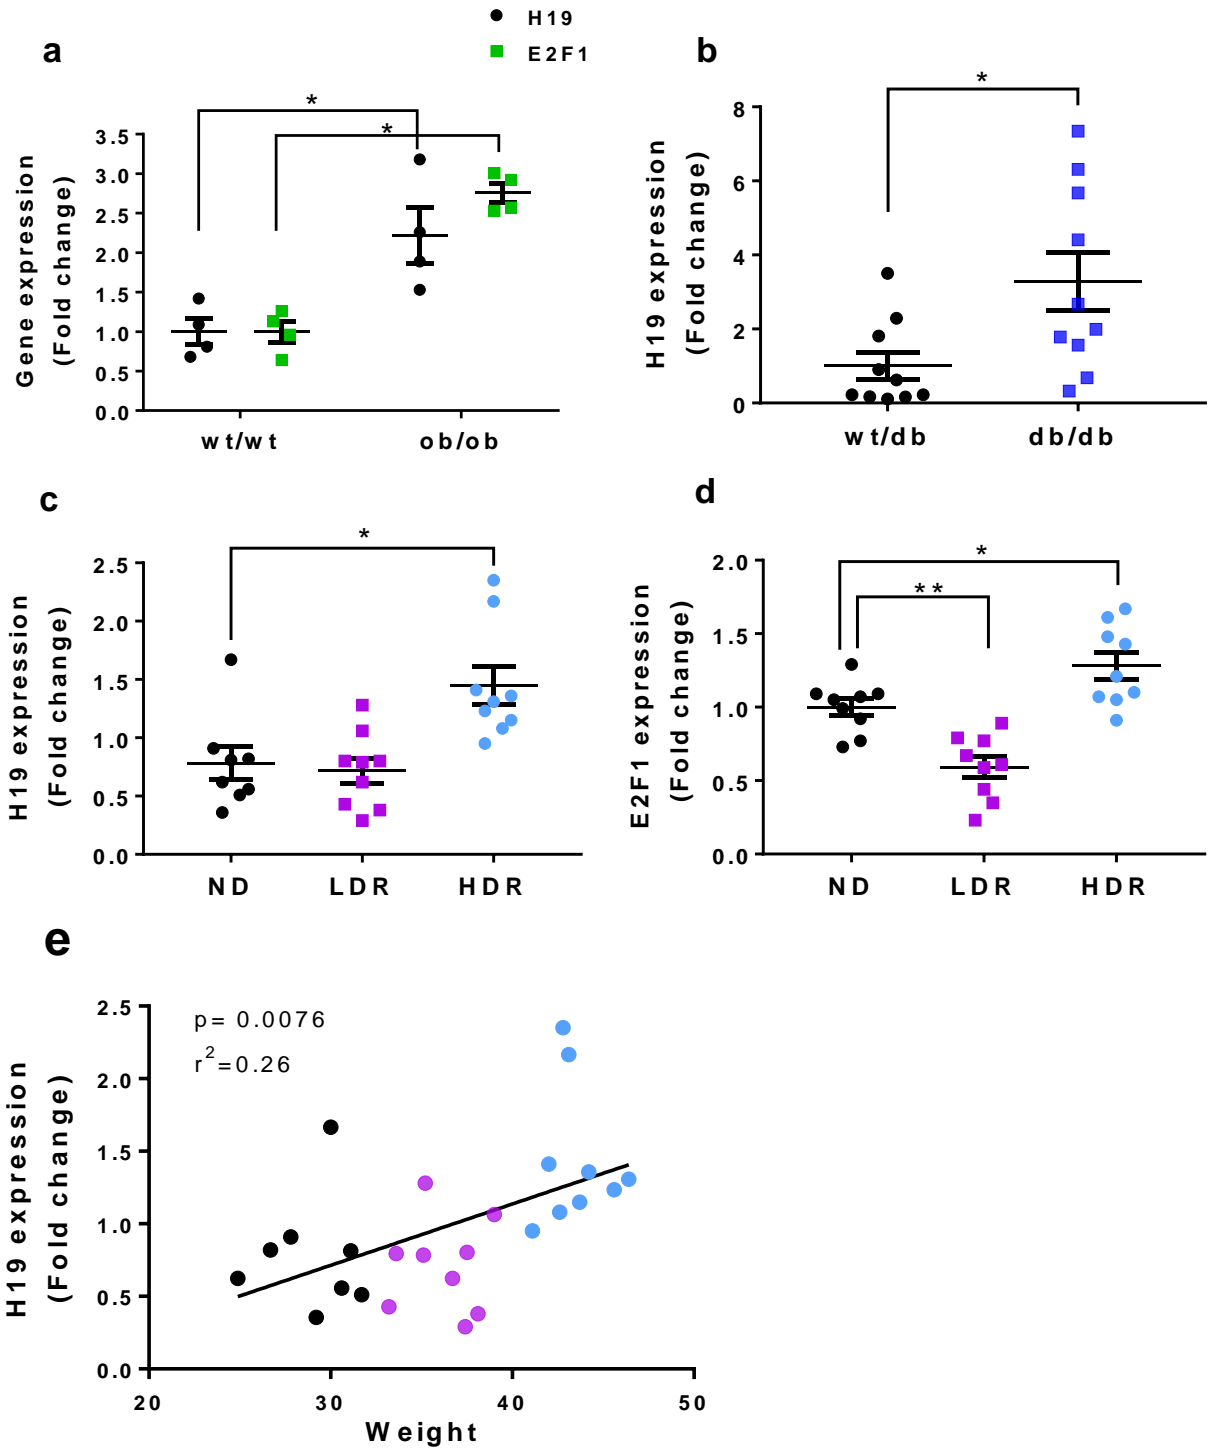 H19
E2F1
a
*
*
Gene expression
(Fold change)
3.5
3.0
2.5
2.0
1.5
1.0
0.5
0.0
wt/wt
ob/ob
b
*
H19 expression
(Fold change)
8
6
4
2
0
wt/db
db/db
c
*
H19 expression
(Fold change)
2.5
2.0
1.5
1.0
0.5
0.0
ND
LDR
HDR
d
*
**
E2F1 expression
(Fold change)
2.0
1.5
1.0
0.5
0.0
ND
LDR
HDR
e
p= 0.0076
r2=0.26
H19 expression
(Fold change)
2.5
2.0
1.5
1.0
0.5
0.0
20
30
40
50
Weight